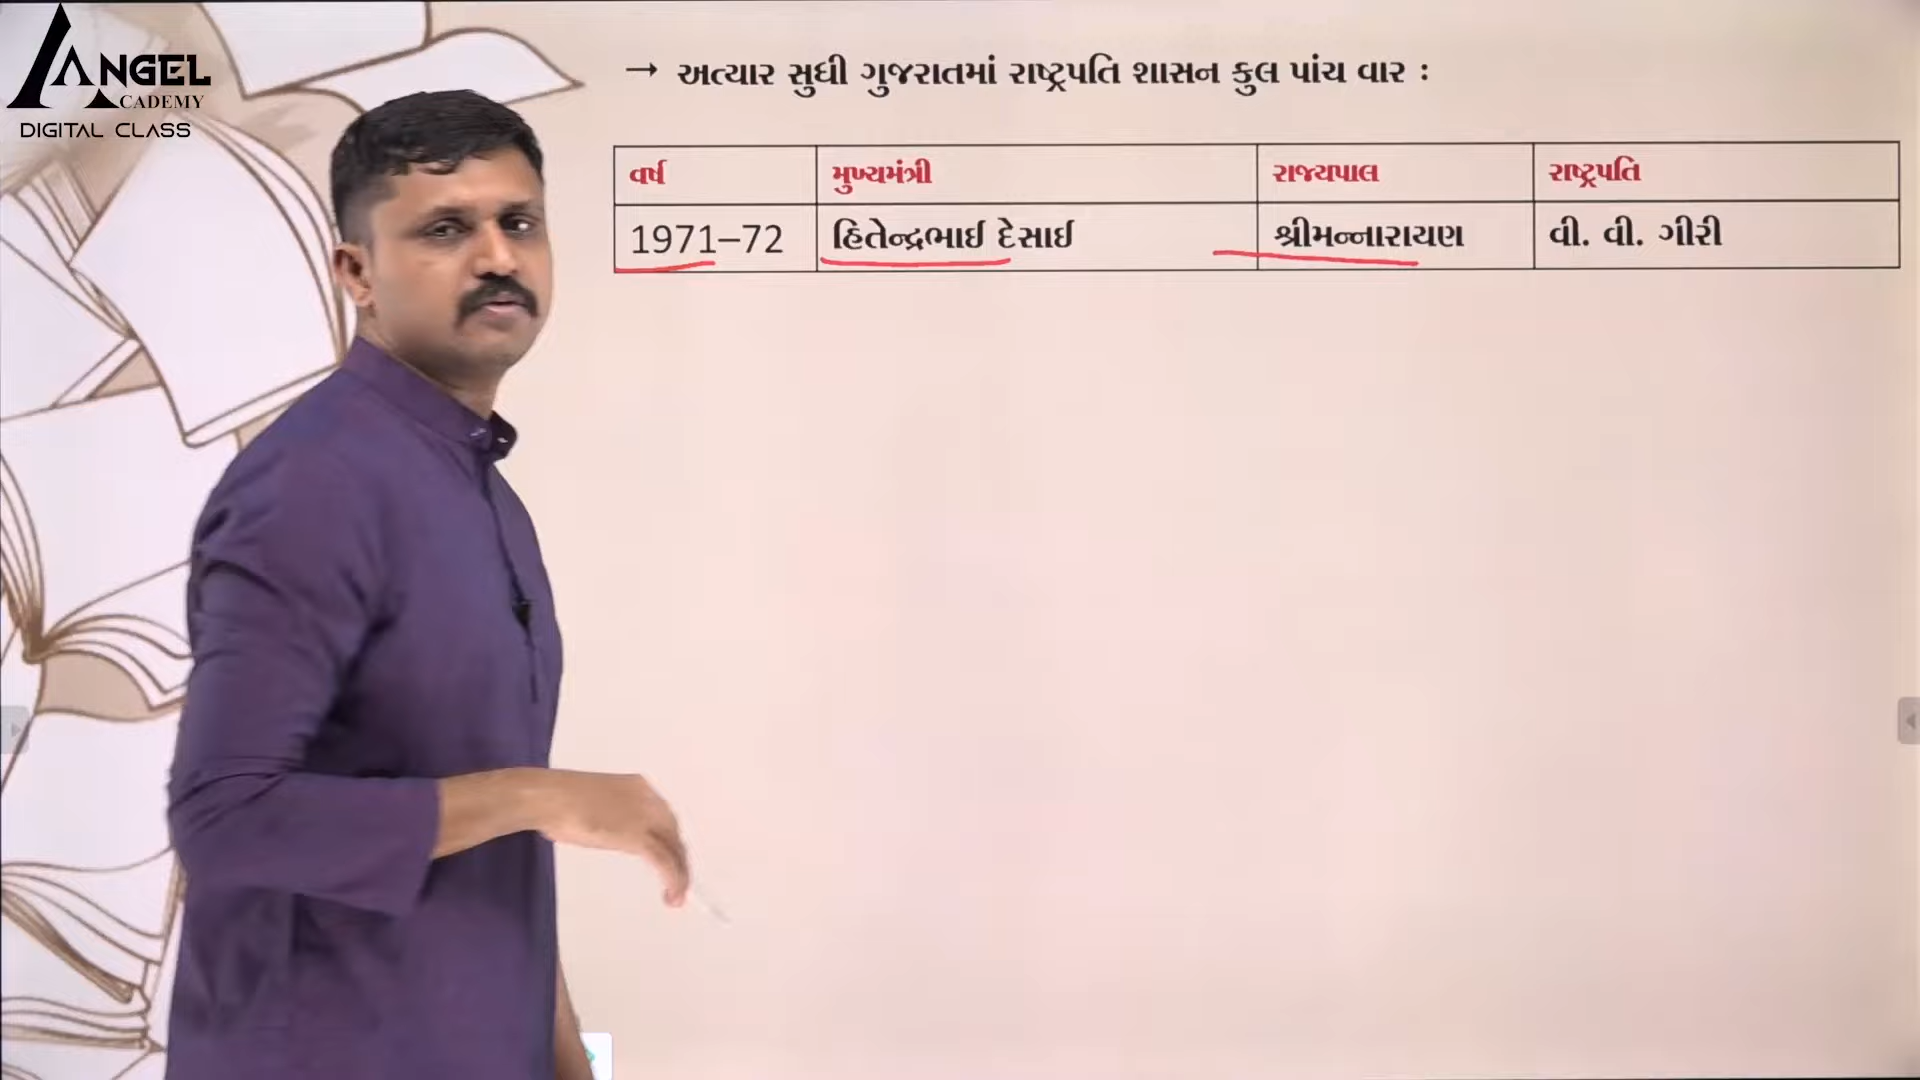 ANGEL
ACADEMY
DIGITAL CLASS
→ અત્યાર સુધી ગુજરાતમાં રાષ્ટ્રપતિ શાસન કુલ પાંચ વાર :
વર્ષ મુખ્યમંત્રી રાજ્યપાલ રાષ્ટ્રપતિ
1971–72 હિતેન્દ્રભાઈ દેસાઈ શ્રીમન્નારાયણ વી. વી. ગીરી